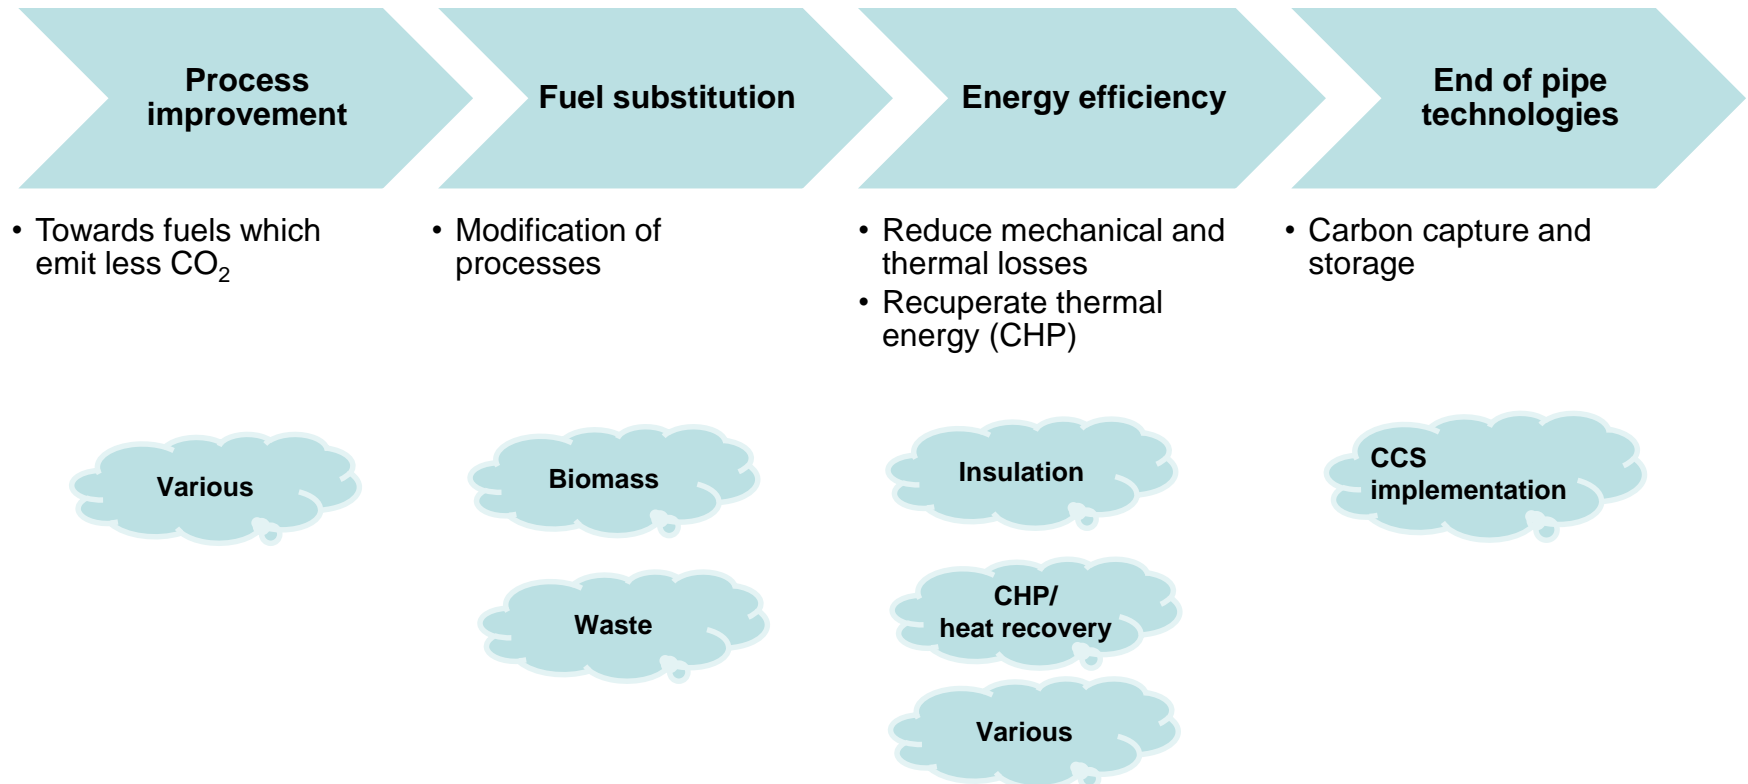 Process
improvement
Fuel substitution
Energy efficiency
End of pipe
technologies
• Towards fuels which
emit less CO₂
• Modification of
processes
• Reduce mechanical and
thermal losses
• Recuperate thermal
energy (CHP)
• Carbon capture and
storage
Various
Biomass
Waste
Insulation
CHP/
heat recovery
Various
CCS
implementation